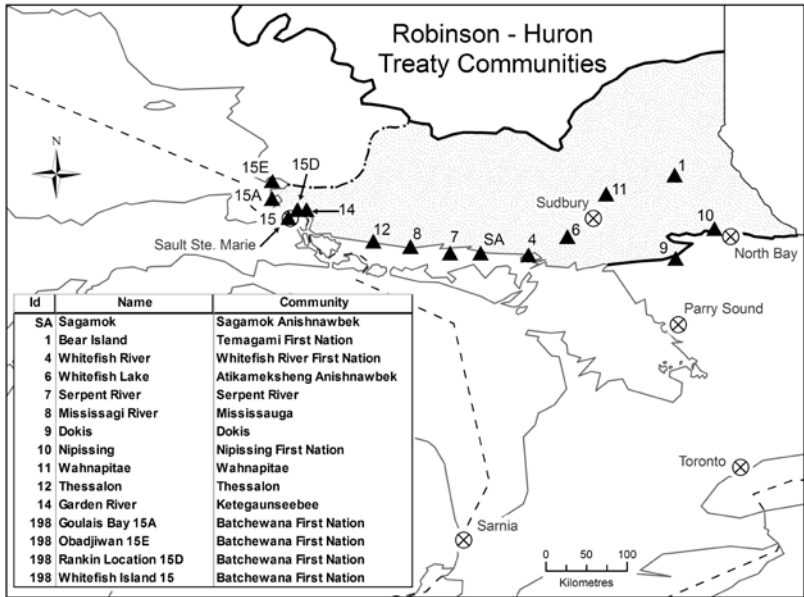 Robinson - Huron
Treaty Communities
N
15E
15D
15A
15
14
Sault Ste. Marie
12
8
7
SA
4
6
Sudbury
11
1
10
North Bay
9
Parry Sound
Toronto
Sarnia
0 25 50 100
Kilometres
Id Name Community
SA Sagamok Sagamok Anishnawbek
1 Bear Island Temagami First Nation
4 Whitefish River Whitefish River First Nation
6 Whitefish Lake Atikameksheng Anishnawbek
7 Serpent River Serpent River
8 Mississagi River Mississauga
9 Dokis Dokis
10 Nipissing Nipissing First Nation
11 Wahnapitae Wahnapitae
12 Thessalon Thessalon
14 Garden River Ketegaunseebee
198 Goulais Bay 15A Batchewana First Nation
198 Obadjiwan 15E Batchewana First Nation
198 Rankin Location 15D Batchewana First Nation
198 Whitefish Island 15 Batchewana First Nation